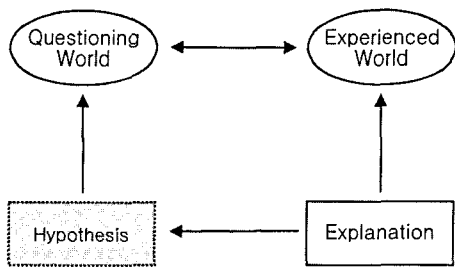 Questioning
World
Experienced
World
Hypothesis
Explanation